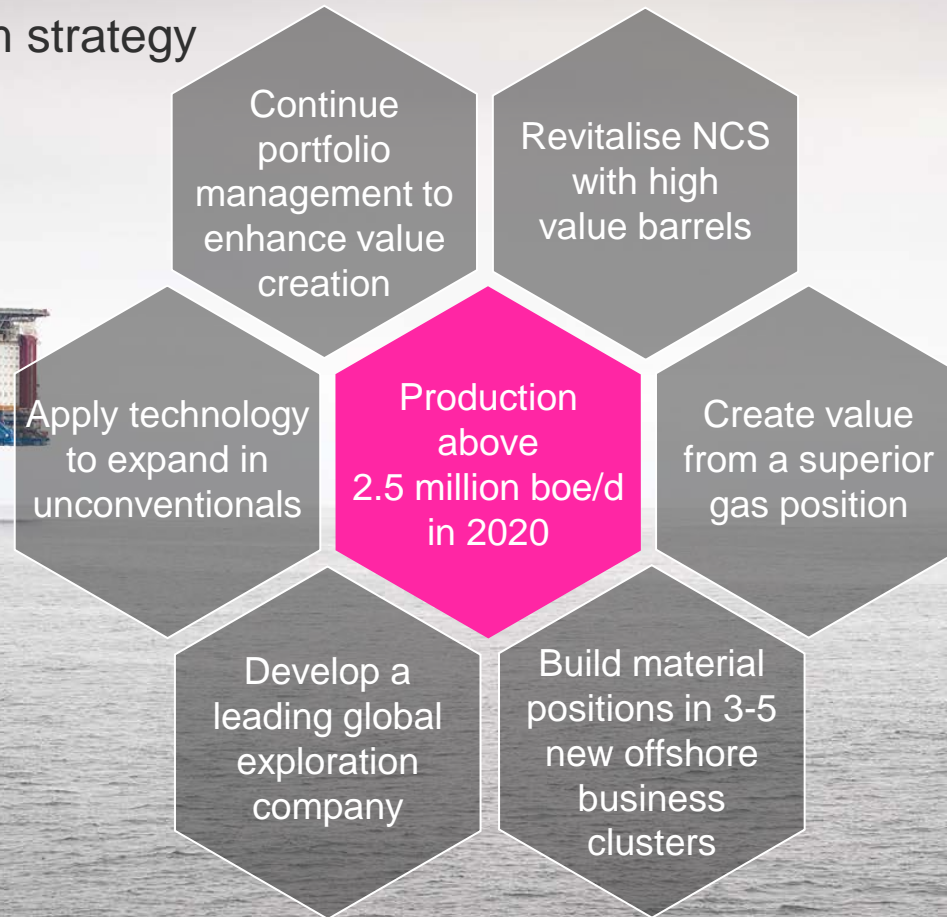 n strategy
Continue
portfolio
management to
enhance value
creation
Revitalise NCS
with high
value barrels
Apply technology
to expand in
unconventionals
Production
above
2.5 million boe/d
in 2020
Create value
from a superior
gas position
Develop a
leading global
exploration
company
Build material
positions in 3-5
new offshore
business
clusters